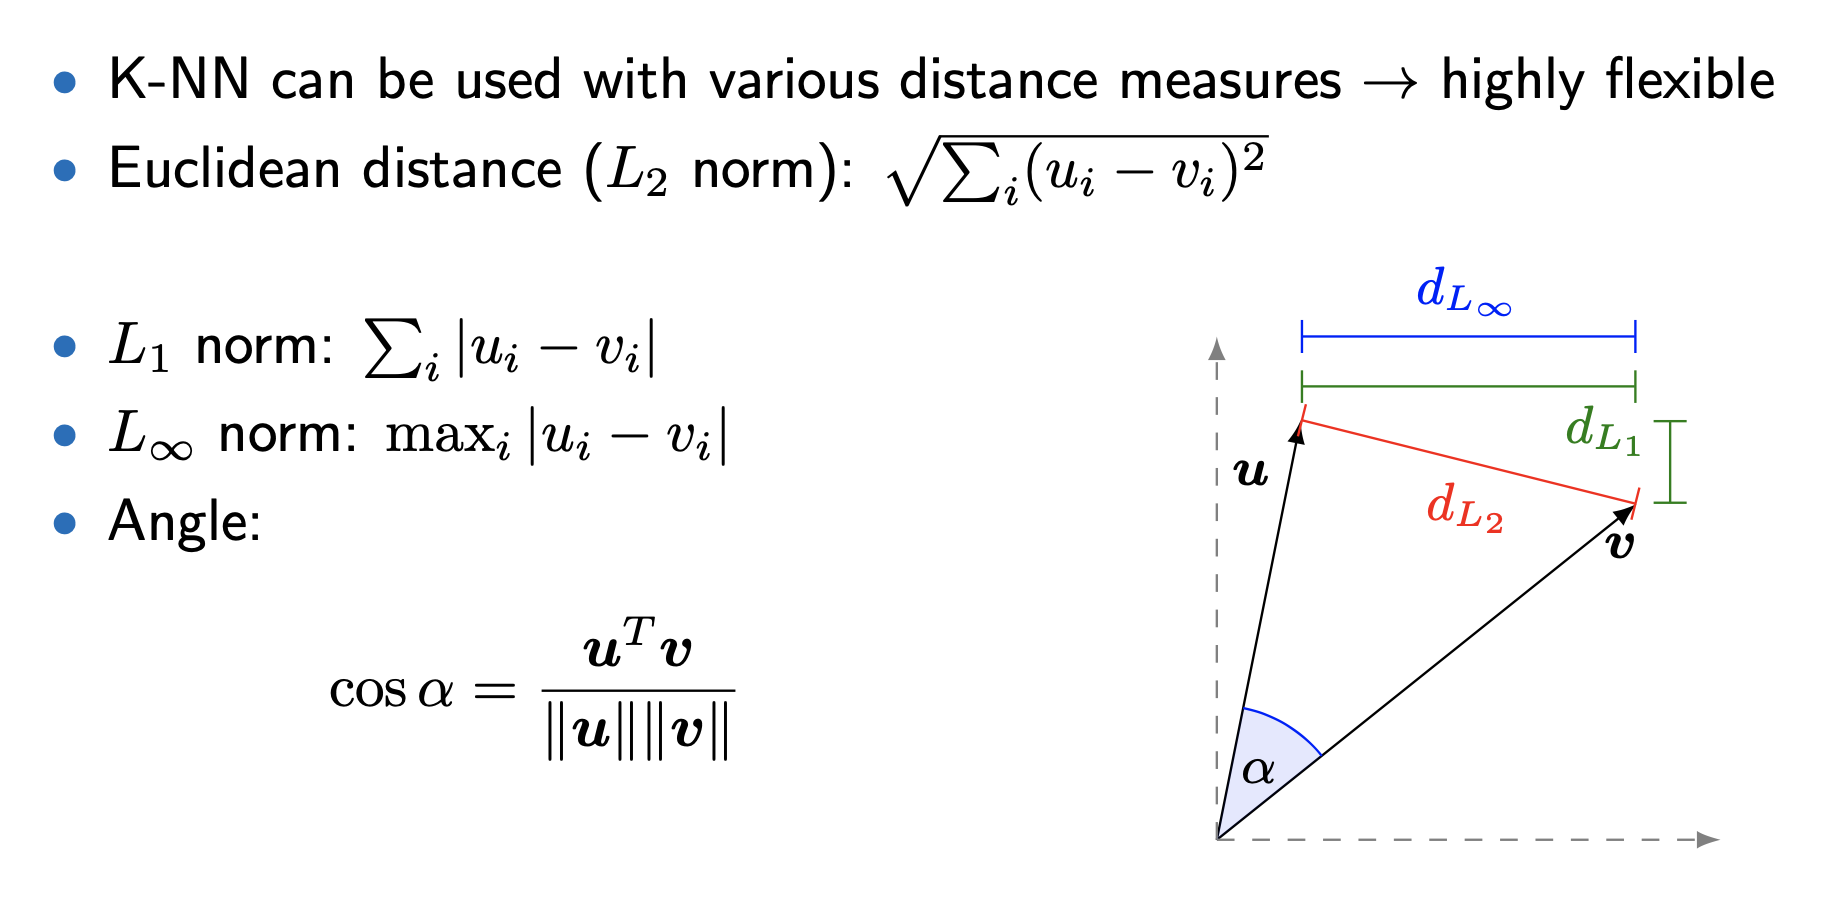 • K-NN can be used with various distance measures → highly flexible
• Euclidean distance (L₂ norm): √∑ᵢ(uᵢ − vᵢ)²
• L₁ norm: ∑ᵢ |uᵢ − vᵢ|
• L∞ norm: maxᵢ |uᵢ − vᵢ|
• Angle:
cos α = uᵀv / ‖u‖‖v‖
d_L∞
d_L₁
u
d_L₂
v
α